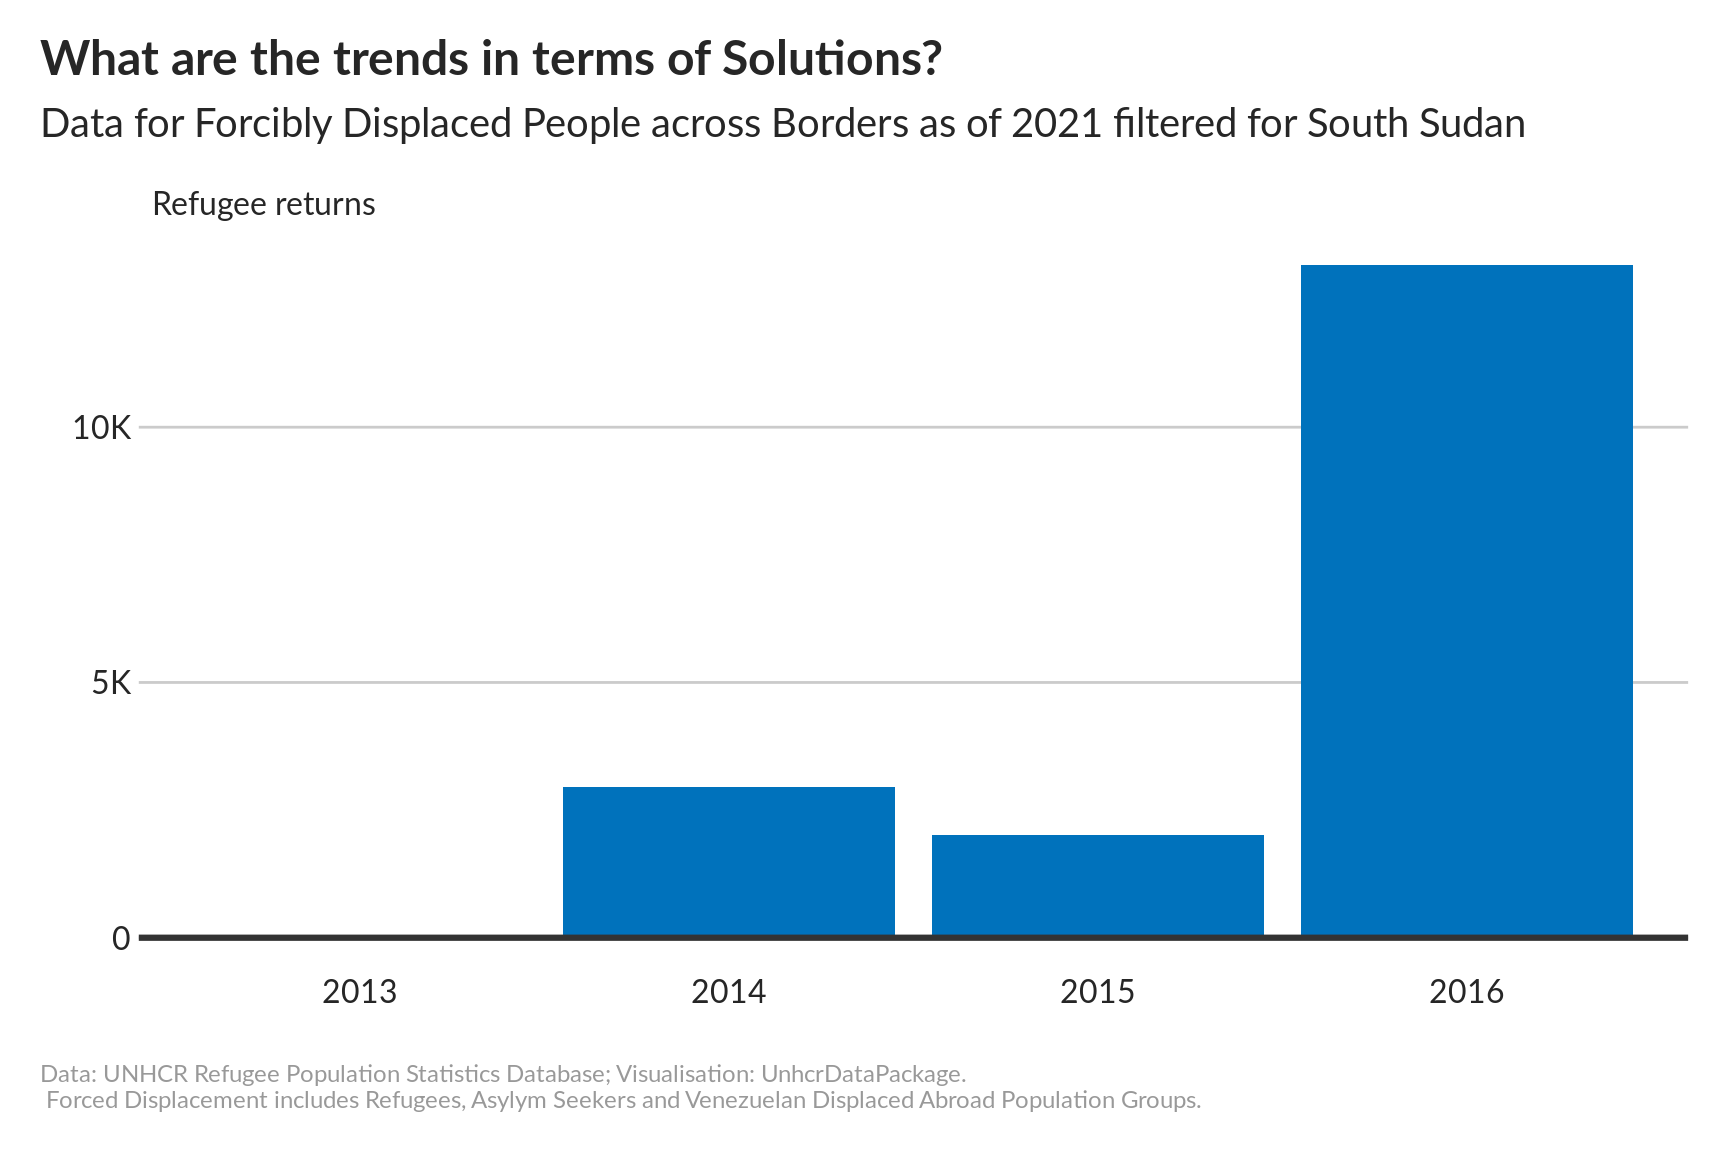 What are the trends in terms of Solutions?
Data for Forcibly Displaced People across Borders as of 2021 filtered for South Sudan
Refugee returns
10K
5K
0
2013 2014 2015 2016
Data: UNHCR Refugee Population Statistics Database; Visualisation: UnhcrDataPackage.
Forced Displacement includes Refugees, Asylym Seekers and Venezuelan Displaced Abroad Population Groups.